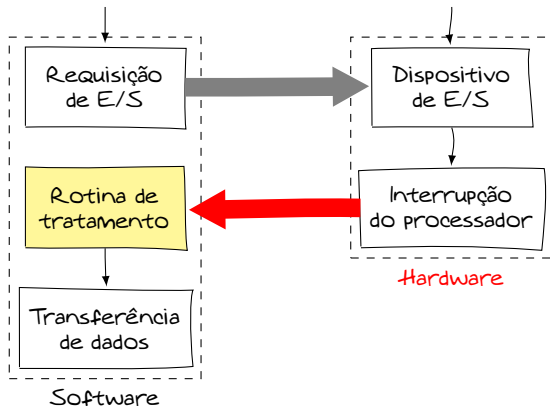 Requisição
de E/S
Dispositivo
de E/S
Rotina de
tratamento
Interrupção
do processador
Hardware
Transferência
de dados
Software